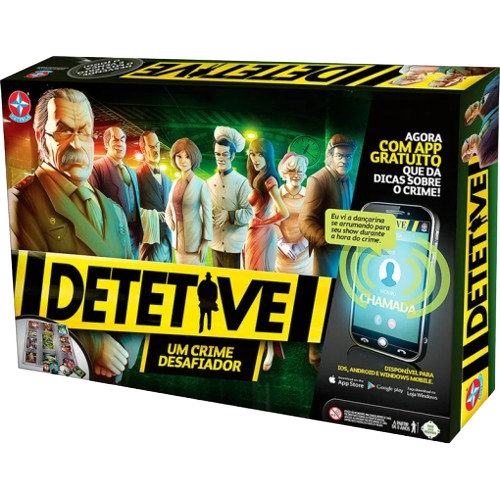 DETETIVE
AGORA
COM APP
GRATUITO
QUE DÁ
DICAS SOBRE
O CRIME!
Eu vi a dançarina
se arrumando para
seu show durante
a hora do crime.
CHAMADA
DETETIVE
UM CRIME
DESAFIADOR
DISPONÍVEL PARA
IOS, ANDROID E WINDOWS MOBILE.
App Store
Google play
Loja Windows
DETETIVE